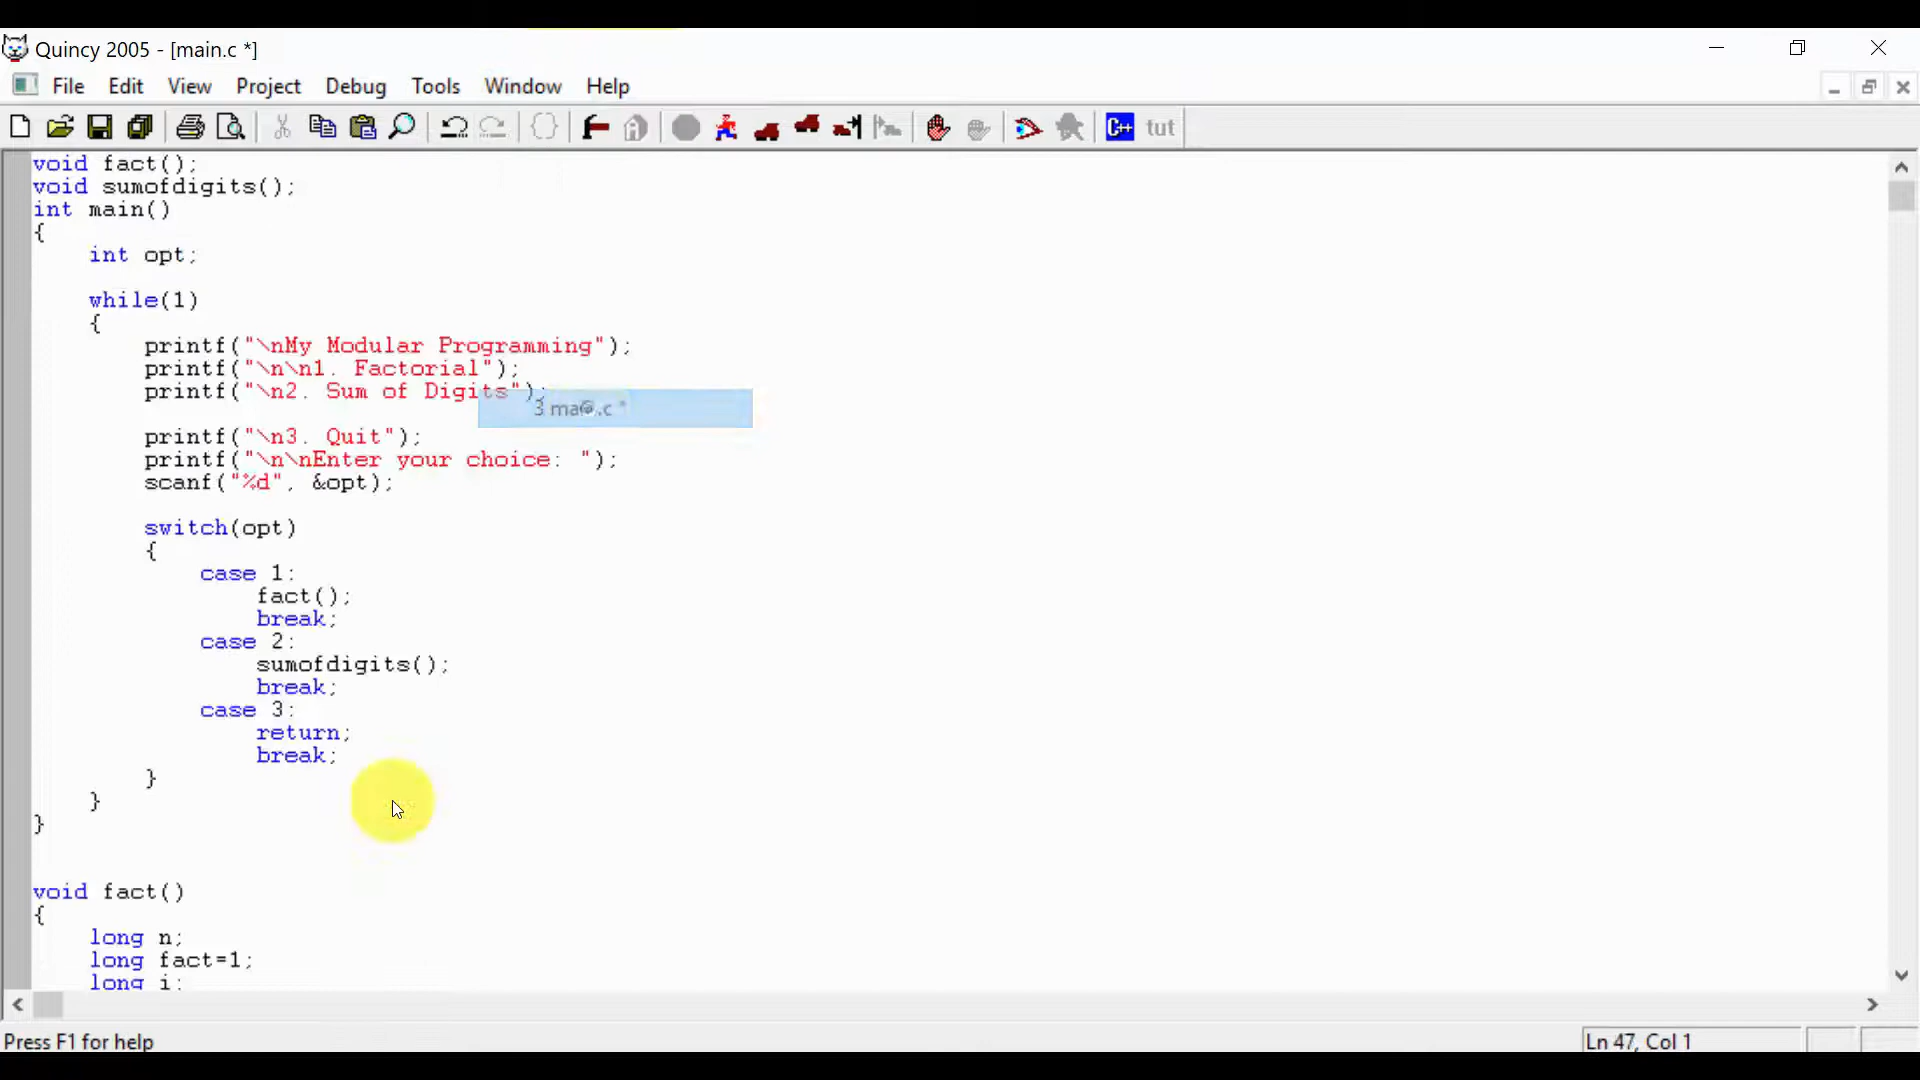 Quincy 2005 - [main.c *]
File Edit View Project Debug Tools Window Help
C++ tut
void fact();
void sumofdigits();
int main()
{
int opt;
while(1)
{
printf("\nMy Modular Programming");
printf("\n\n1. Factorial");
printf("\n2. Sum of Digits");
3 main.c *
printf("\n3. Quit");
printf("\n\nEnter your choice: ");
scanf("%d", &opt);
switch(opt)
{
case 1:
fact();
break;
case 2:
sumofdigits();
break;
case 3:
return;
break;
}
}
}
void fact()
{
long n;
long fact=1;
long i;
Press F1 for help
Ln 47, Col 1